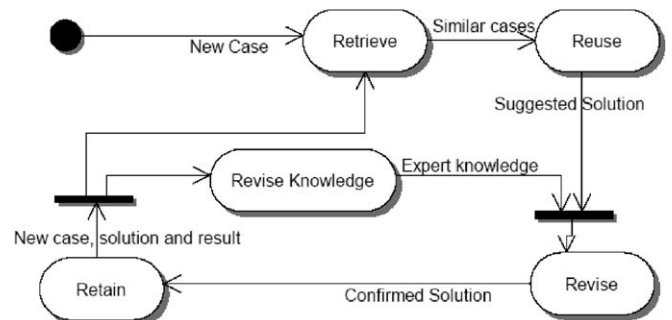 Retrieve
Similar cases
Reuse
New Case
Suggested Solution
Revise Knowledge
Expert knowledge
New case, solution and result
Retain
Confirmed Solution
Revise